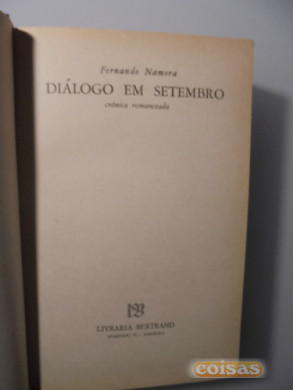 Fernando Namora
DIÁLOGO EM SETEMBRO
crónica romanceada
LIVRARIA BERTRAND
coisas